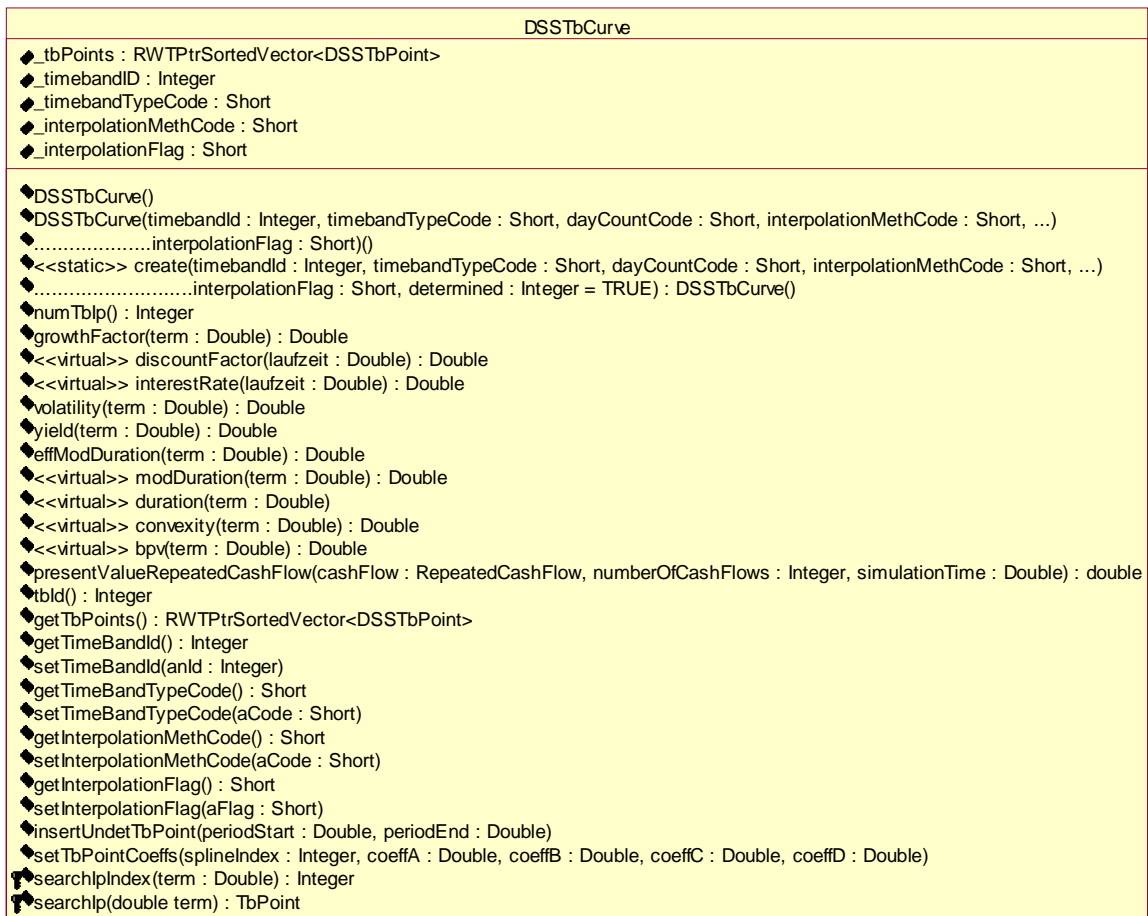 DSSTbCurve
_tbPoints : RWTPtrSortedVector<DSSTbPoint>
_timebandID : Integer
_timebandTypeCode : Short
_interpolationMethCode : Short
_interpolationFlag : Short
DSSTbCurve()
DSSTbCurve(timebandId : Integer, timebandTypeCode : Short, dayCountCode : Short, interpolationMethCode : Short, ...)
....................interpolationFlag : Short)()
<<static>> create(timebandId : Integer, timebandTypeCode : Short, dayCountCode : Short, interpolationMethCode : Short, ...)
...........................interpolationFlag : Short, determined : Integer = TRUE) : DSSTbCurve()
numTbIp() : Integer
growthFactor(term : Double) : Double
<<virtual>> discountFactor(laufzeit : Double) : Double
<<virtual>> interestRate(laufzeit : Double) : Double
volatility(term : Double) : Double
yield(term : Double) : Double
effModDuration(term : Double) : Double
<<virtual>> modDuration(term : Double) : Double
<<virtual>> duration(term : Double)
<<virtual>> convexity(term : Double) : Double
<<virtual>> bpv(term : Double) : Double
presentValueRepeatedCashFlow(cashFlow : RepeatedCashFlow, numberOfCashFlows : Integer, simulationTime : Double) : double
tbId() : Integer
getTbPoints() : RWTPtrSortedVector<DSSTbPoint>
getTimeBandId() : Integer
setTimeBandId(anId : Integer)
getTimeBandTypeCode() : Short
setTimeBandTypeCode(aCode : Short)
getInterpolationMethCode() : Short
setInterpolationMethCode(aCode : Short)
getInterpolationFlag() : Short
setInterpolationFlag(aFlag : Short)
insertUndetTbPoint(periodStart : Double, periodEnd : Double)
setTbPointCoeffs(splineIndex : Integer, coeffA : Double, coeffB : Double, coeffC : Double, coeffD : Double)
searchIpIndex(term : Double) : Integer
searchIp(double term) : TbPoint